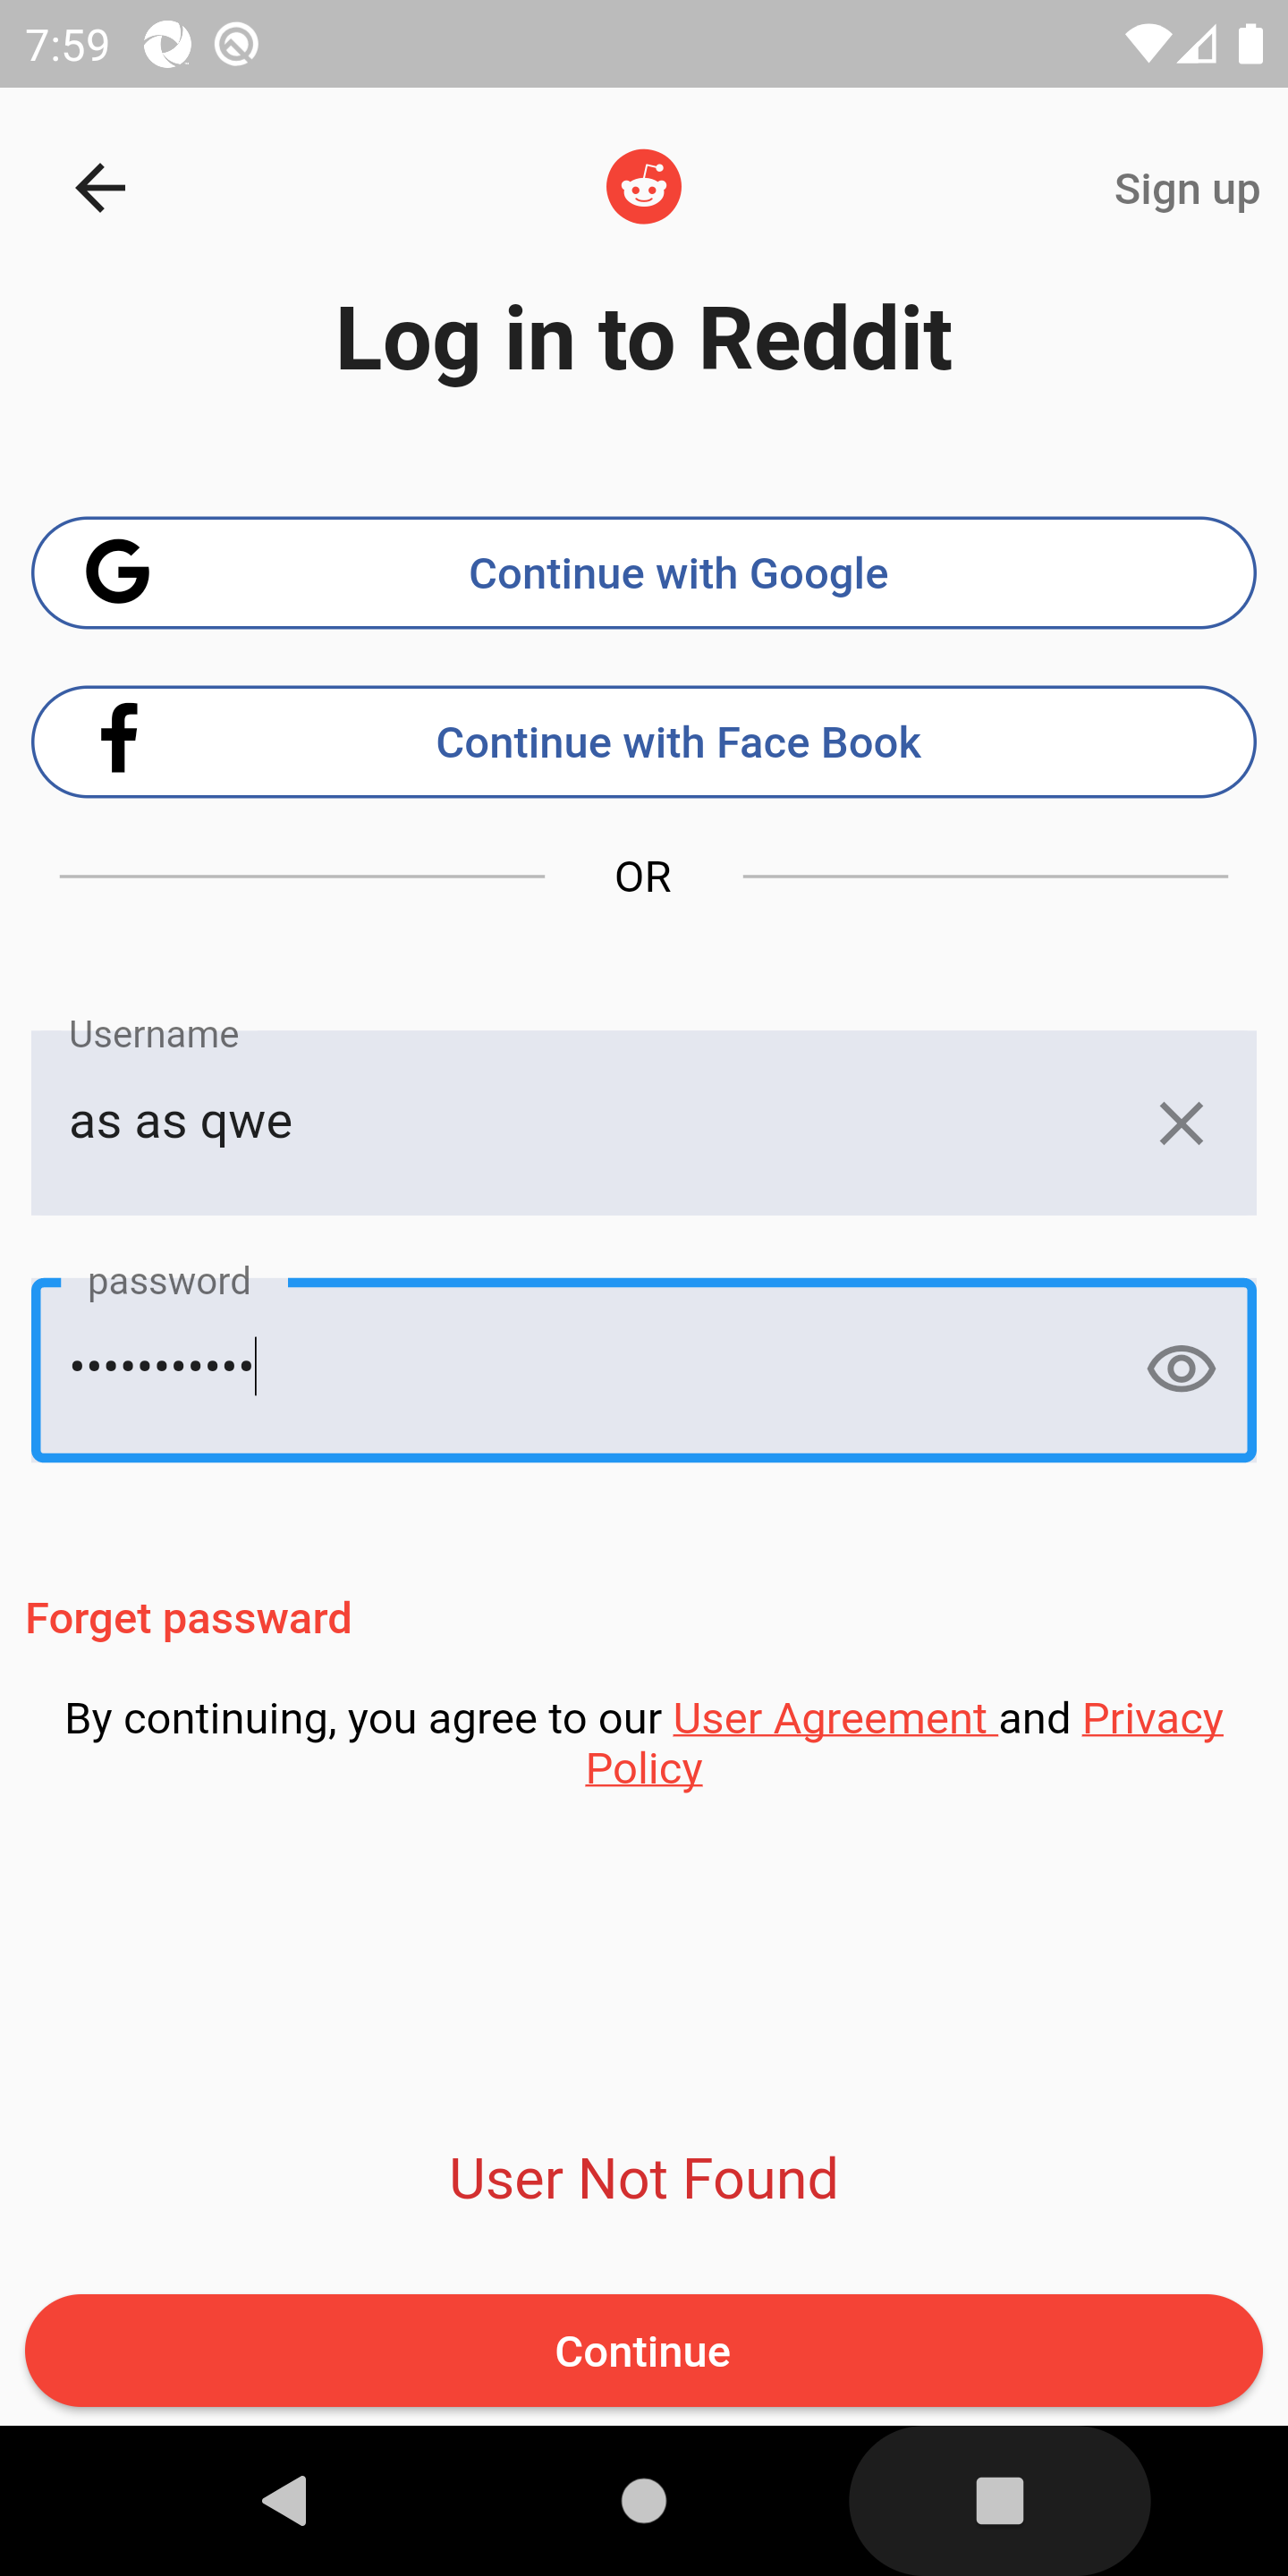 7:59
Sign up
Log in to Reddit
Continue with Google
Continue with Face Book
OR
Username
as as qwe
password
•••••••••••
Forget passward
By continuing, you agree to our User Agreement and Privacy
Policy
User Not Found
Continue